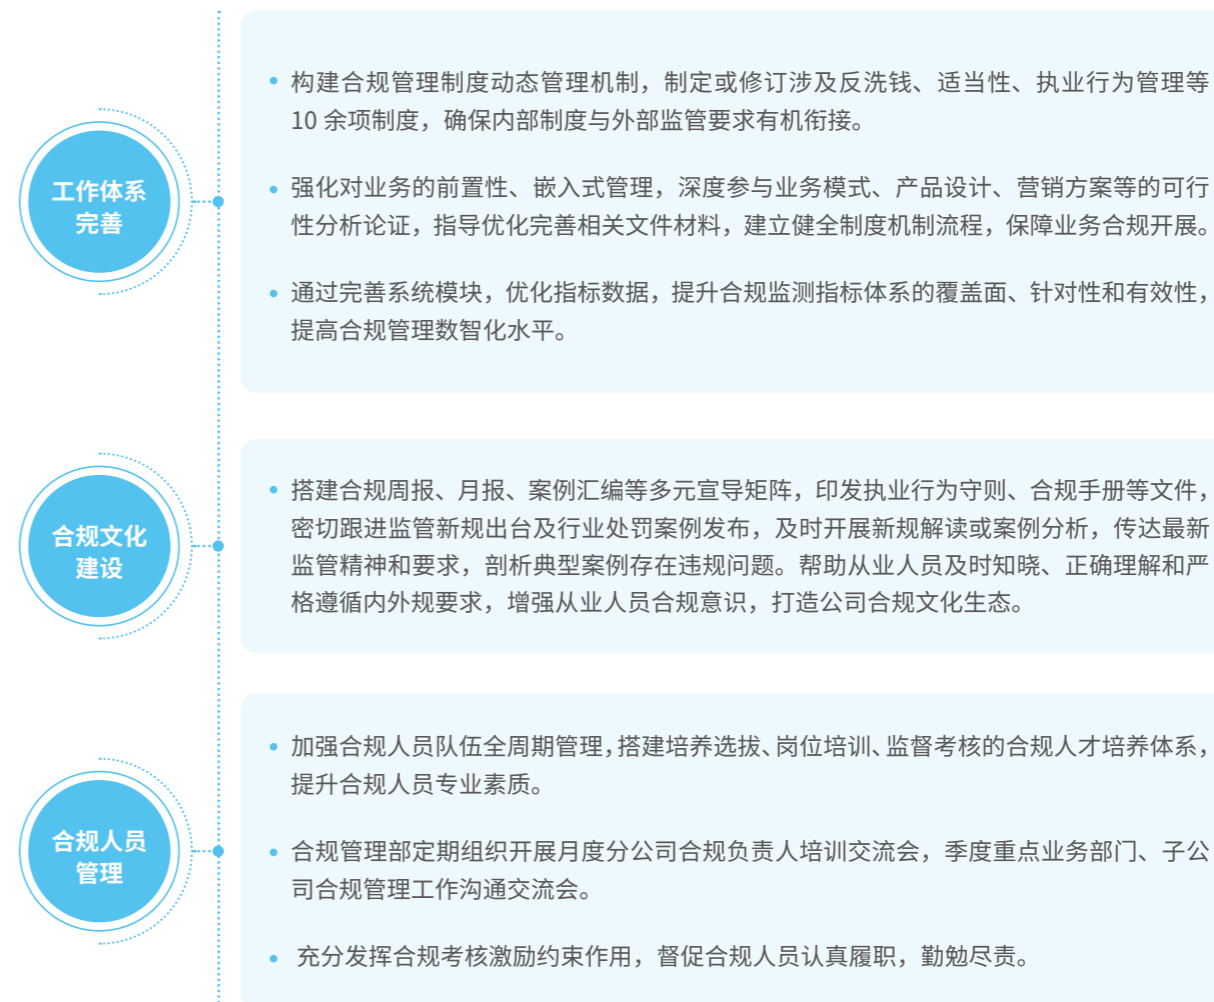 工作体系
完善
• 构建合规管理制度动态管理机制，制定或修订涉及反洗钱、适当性、执业行为管理等
10 余项制度，确保内部制度与外部监管要求有机衔接。
• 强化对业务的前置性、嵌入式管理，深度参与业务模式、产品设计、营销方案等的可行
性分析论证，指导优化完善相关文件材料，建立健全制度机制流程，保障业务合规开展。
• 通过完善系统模块，优化指标数据，提升合规监测指标体系的覆盖面、针对性和有效性，
提高合规管理数智化水平。
合规文化
建设
• 搭建合规周报、月报、案例汇编等多元宣导矩阵，印发执业行为守则、合规手册等文件，
密切跟进监管新规出台及行业处罚案例发布，及时开展新规解读或案例分析，传达最新
监管精神和要求，剖析典型案例存在违规问题。帮助从业人员及时知晓、正确理解和严
格遵循内外规要求，增强从业人员合规意识，打造公司合规文化生态。
合规人员
管理
• 加强合规人员队伍全周期管理，搭建培养选拔、岗位培训、监督考核的合规人才培养体系，
提升合规人员专业素质。
• 合规管理部定期组织开展月度分公司合规负责人培训交流会，季度重点业务部门、子公
司合规管理工作沟通交流会。
• 充分发挥合规考核激励约束作用，督促合规人员认真履职，勤勉尽责。